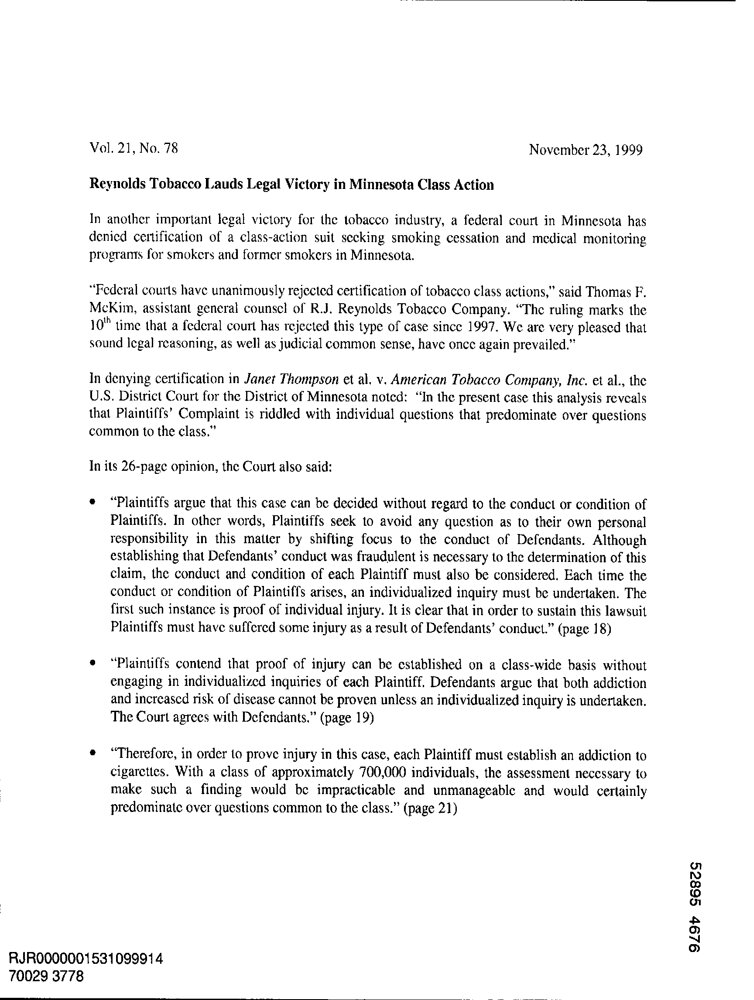 Vol. 21, No. 78 November 23, 1999
Reynolds Tobacco Lauds Legal Victory in Minnesota Class Action
In another important legal victory for the tobacco industry, a federal court in Minnesota has
denied certification of a class-action suit seeking smoking cessation and medical monitoring
programs for smokers and former smokers in Minnesota.
“Federal courts have unanimously rejected certification of tobacco class actions,” said Thomas F.
McKim, assistant general counsel of R.J. Reynolds Tobacco Company. “The ruling marks the
10th time that a federal court has rejected this type of case since 1997. We are very pleased that
sound legal reasoning, as well as judicial common sense, have once again prevailed.”
In denying certification in Janet Thompson et al. v. American Tobacco Company, Inc. et al., the
U.S. District Court for the District of Minnesota noted: “In the present case this analysis reveals
that Plaintiffs’ Complaint is riddled with individual questions that predominate over questions
common to the class.”
In its 26-page opinion, the Court also said:
• “Plaintiffs argue that this case can be decided without regard to the conduct or condition of
Plaintiffs. In other words, Plaintiffs seek to avoid any question as to their own personal
responsibility in this matter by shifting focus to the conduct of Defendants. Although
establishing that Defendants’ conduct was fraudulent is necessary to the determination of this
claim, the conduct and condition of each Plaintiff must also be considered. Each time the
conduct or condition of Plaintiffs arises, an individualized inquiry must be undertaken. The
first such instance is proof of individual injury. It is clear that in order to sustain this lawsuit
Plaintiffs must have suffered some injury as a result of Defendants’ conduct.” (page 18)
• “Plaintiffs contend that proof of injury can be established on a class-wide basis without
engaging in individualized inquiries of each Plaintiff. Defendants argue that both addiction
and increased risk of disease cannot be proven unless an individualized inquiry is undertaken.
The Court agrees with Defendants.” (page 19)
• “Therefore, in order to prove injury in this case, each Plaintiff must establish an addiction to
cigarettes. With a class of approximately 700,000 individuals, the assessment necessary to
make such a finding would be impracticable and unmanageable and would certainly
predominate over questions common to the class.” (page 21)
52895 4676
RJR0000001531099914
70029 3778